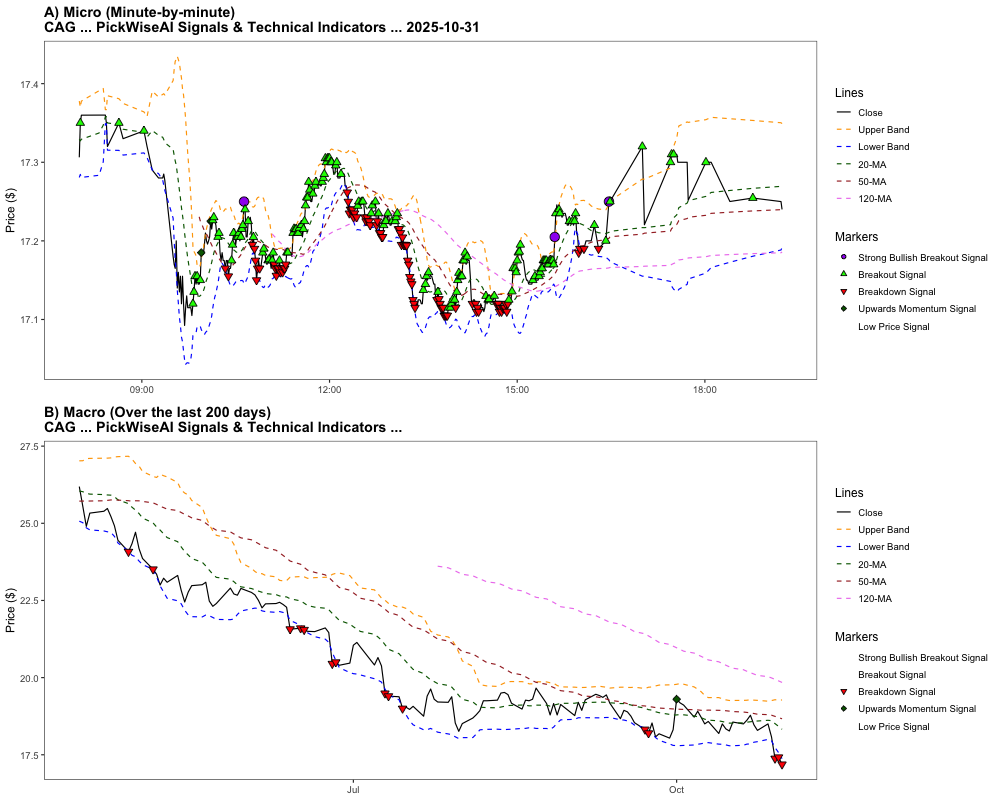 A) Micro (Minute-by-minute)
CAG ... PickWiseAI Signals & Technical Indicators ... 2025-10-31
Price ($)
17.4
17.3
17.2
17.1
09:00
12:00
15:00
18:00
Lines
Close
Upper Band
Lower Band
20-MA
50-MA
120-MA
Markers
Strong Bullish Breakout Signal
Breakout Signal
Breakdown Signal
Upwards Momentum Signal
Low Price Signal
B) Macro (Over the last 200 days)
CAG ... PickWiseAI Signals & Technical Indicators ...
Price ($)
27.5
25.0
22.5
20.0
17.5
Jul
Oct
Lines
Close
Upper Band
Lower Band
20-MA
50-MA
120-MA
Markers
Strong Bullish Breakout Signal
Breakout Signal
Breakdown Signal
Upwards Momentum Signal
Low Price Signal